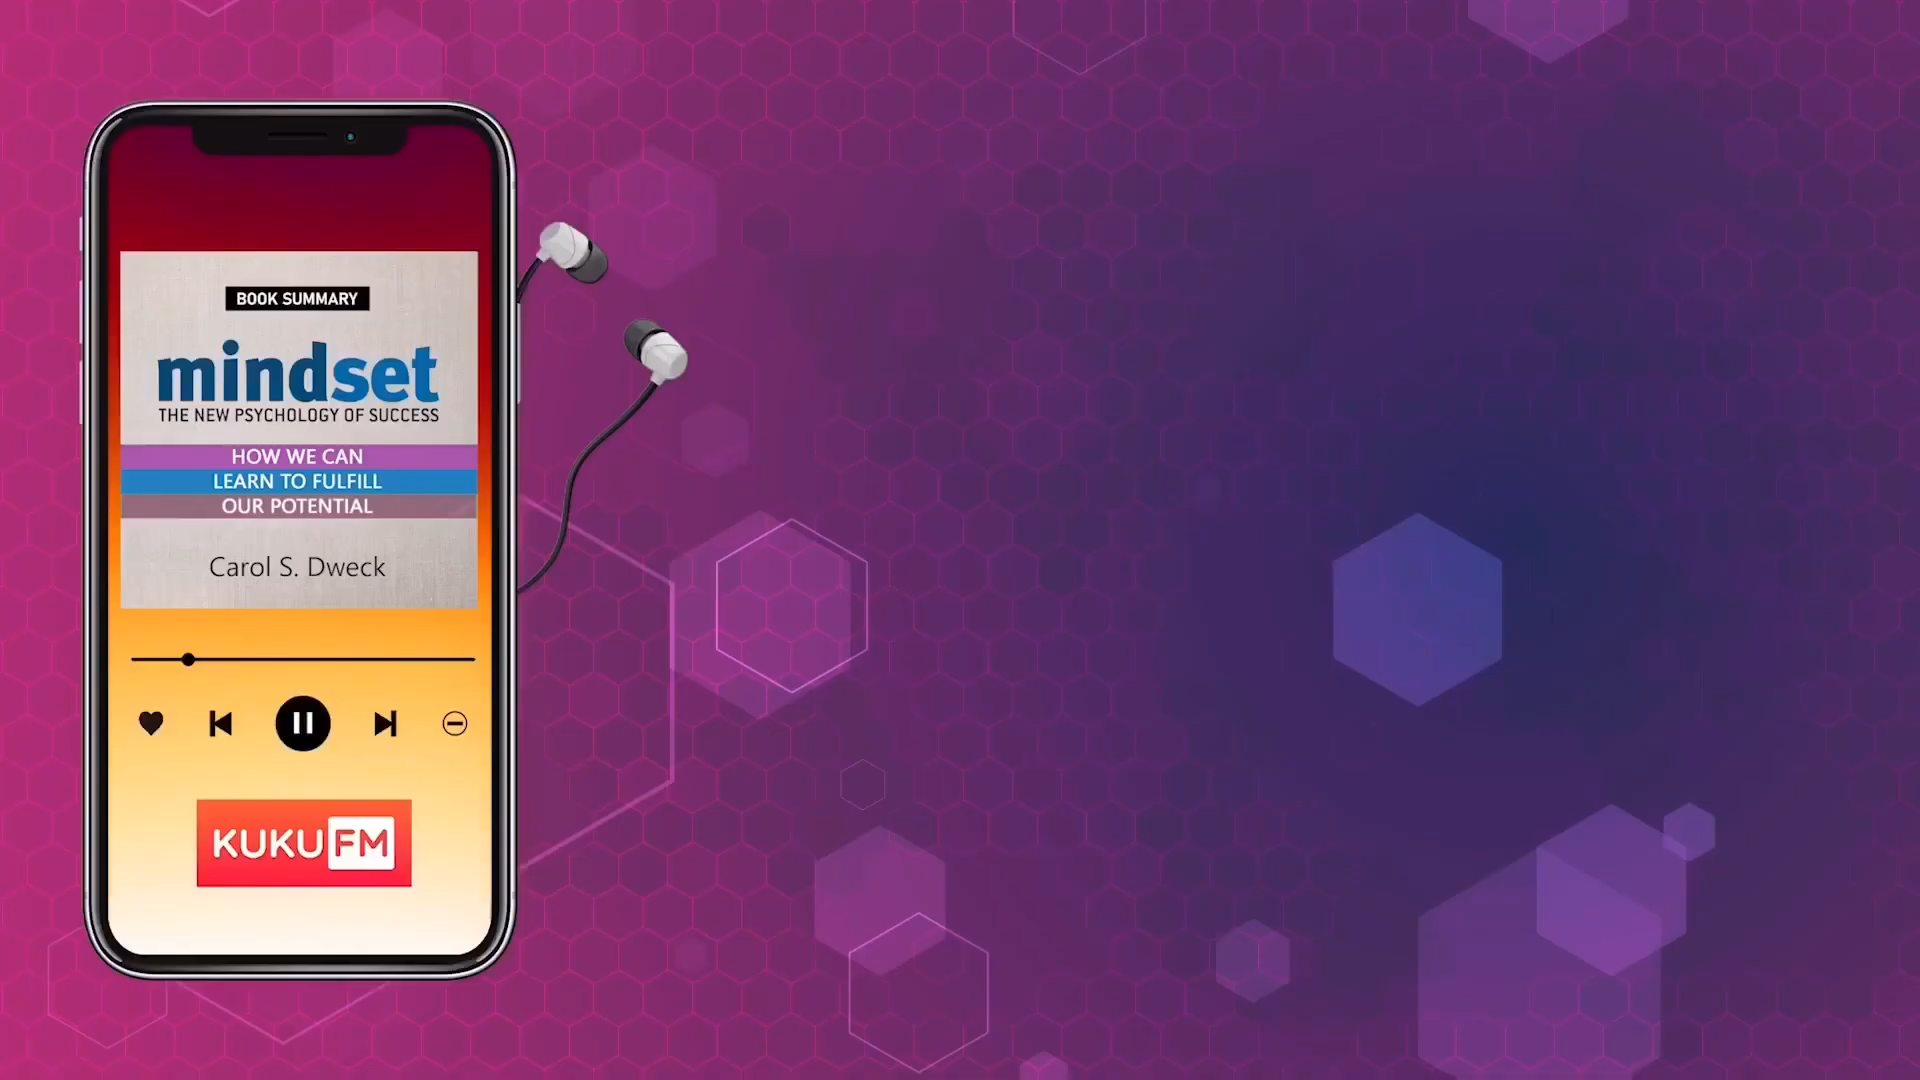 BOOK SUMMARY
mindset
THE NEW PSYCHOLOGY OF SUCCESS
HOW WE CAN
LEARN TO FULFILL
OUR POTENTIAL
Carol S. Dweck
KUKU FM